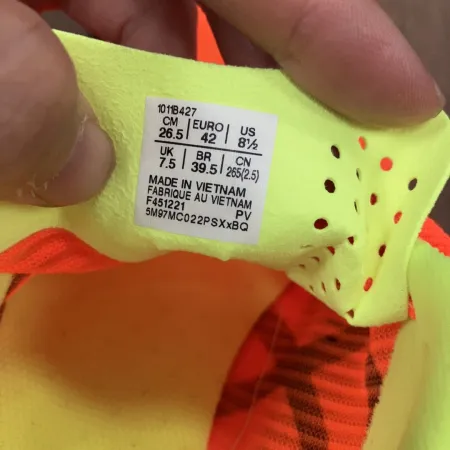 1011B427
CM EURO US
26.5 42 8½
UK BR CN
7.5 39.5 265(2.5)
MADE IN VIETNAM
FABRIQUE AU VIETNAM
F451221 PV
5M97MC022PSXxBQ